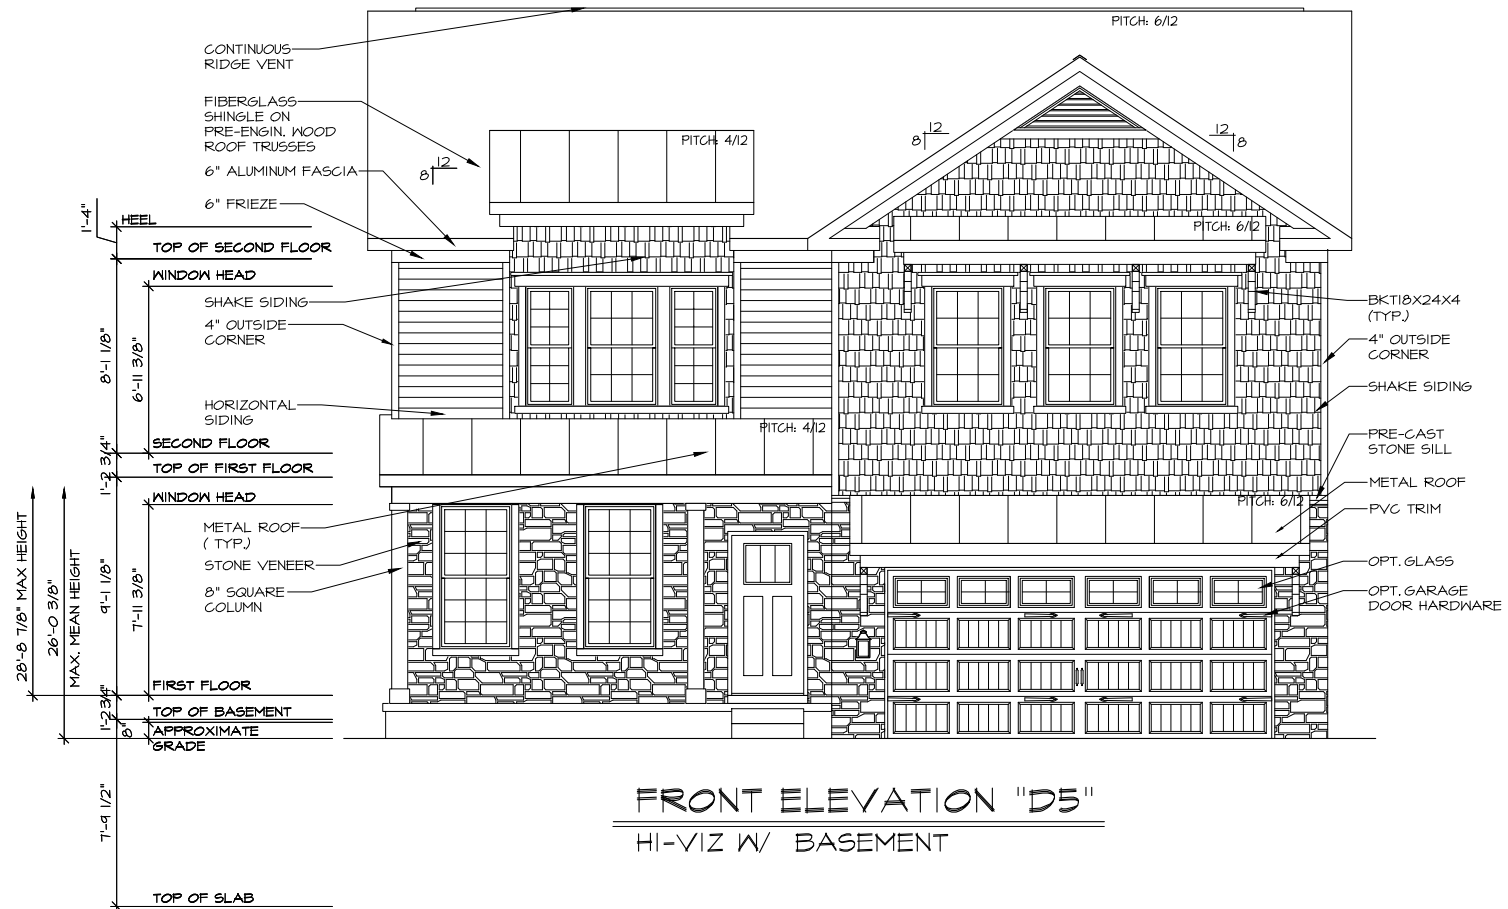 PITCH: 6/12
CONTINUOUS
RIDGE VENT
FIBERGLASS
SHINGLE ON
PRE-ENGIN. WOOD
ROOF TRUSSES
PITCH: 4/12
12
8
12
8
12
8
6" ALUMINUM FASCIA
6" FRIEZE
1'-4"
HEEL
PITCH: 6/12
TOP OF SECOND FLOOR
WINDOW HEAD
SHAKE SIDING
4" OUTSIDE
CORNER
BKT18X24X4
(TYP.)
4" OUTSIDE
CORNER
8'-1 1/8"
6'-11 3/8"
SHAKE SIDING
HORIZONTAL
SIDING
PITCH: 4/12
PRE-CAST
STONE SILL
SECOND FLOOR
1'-2 3/4"
TOP OF FIRST FLOOR
METAL ROOF
WINDOW HEAD
PITCH: 6/12
PVC TRIM
METAL ROOF
( TYP.)
STONE VENEER
8" SQUARE
COLUMN
OPT. GLASS
OPT. GARAGE
DOOR HARDWARE
28'-8 7/8" MAX HEIGHT
26'-0 3/8"
MAX. MEAN HEIGHT
9'-1 1/8"
7'-11 3/8"
FIRST FLOOR
1'-2 3/4"
TOP OF BASEMENT
8"
APPROXIMATE
GRADE
7'-9 1/2"
FRONT ELEVATION "D5"
HI-VIZ W/ BASEMENT
TOP OF SLAB